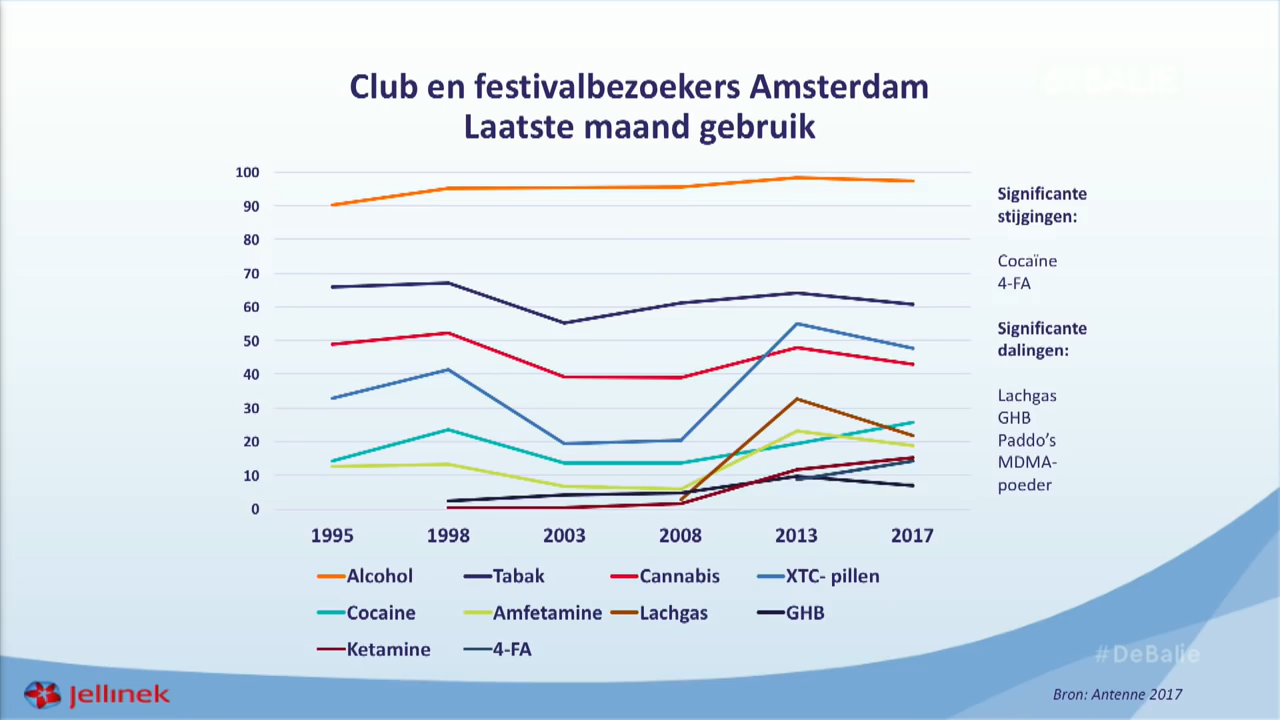 Club en festivalbezoekers Amsterdam
Laatste maand gebruik
DEBALIE
100
90
80
70
60
50
40
30
20
10
0
1995 1998 2003 2008 2013 2017
Alcohol Tabak Cannabis XTC- pillen
Cocaine Amfetamine Lachgas GHB
Ketamine 4-FA
Significante
stijgingen:
Cocaïne
4-FA
Significante
dalingen:
Lachgas
GHB
Paddo's
MDMA-
poeder
#DeBalie
Jellinek
Bron: Antenne 2017